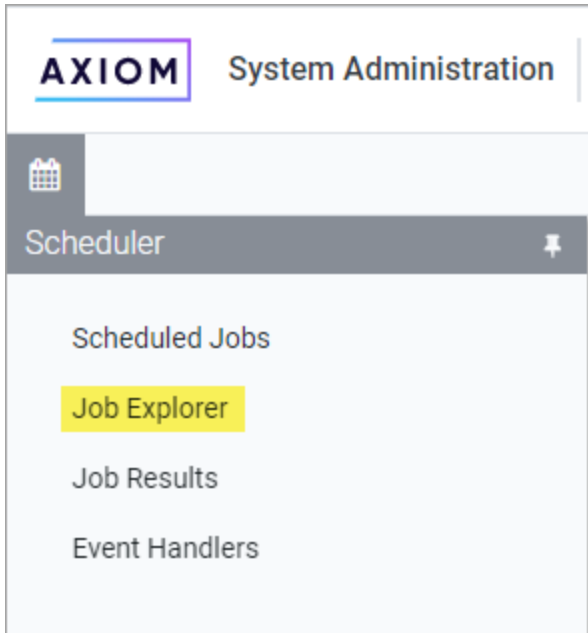 AXIOM System Administration
Scheduler
Scheduled Jobs
Job Explorer
Job Results
Event Handlers